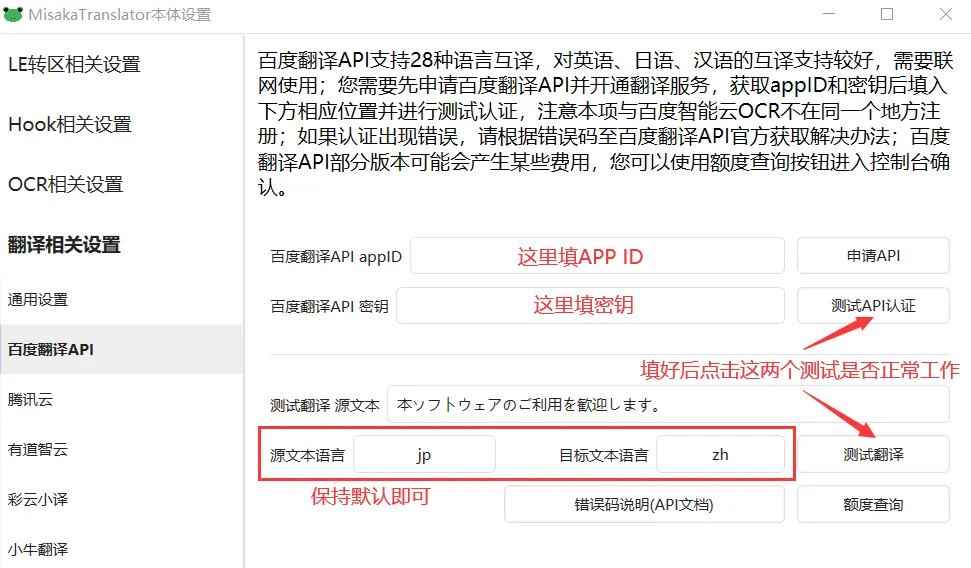 MisakaTranslator本体设置
LE转区相关设置
Hook相关设置
OCR相关设置
翻译相关设置
通用设置
百度翻译API
腾讯云
有道智云
彩云小译
小牛翻译
百度翻译API支持28种语言互译，对英语、日语、汉语的互译支持较好，需要联
网使用；您需要先申请百度翻译API并开通翻译服务，获取appID和密钥后填入
下方相应位置并进行测试认证，注意本项与百度智能云OCR不在同一个地方注
册；如果认证出现错误，请根据错误码至百度翻译API官方获取解决办法；百度
翻译API部分版本可能会产生某些费用，您可以使用额度查询按钮进入控制台确
认。
百度翻译API appID 这里填APP ID 申请API
百度翻译API 密钥 这里填密钥 测试API认证
填好后点击这两个测试是否正常工作
测试翻译 源文本 本ソフトウェアのご利用を歓迎します。
源文本语言 jp 目标文本语言 zh 测试翻译
保持默认即可
错误码说明(API文档) 额度查询